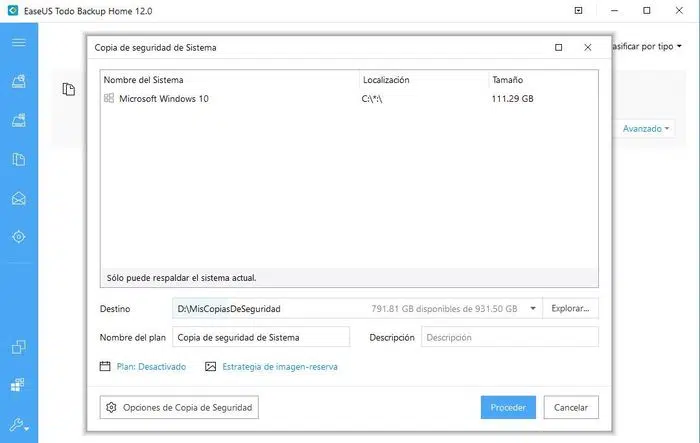 EaseUS Todo Backup Home 12.0
asificar por tipo
Avanzado
Copia de seguridad de Sistema
Nombre del Sistema Localización Tamaño
Microsoft Windows 10 C:\*:\ 111.29 GB
Sólo puede respaldar el sistema actual.
Destino D:\MisCopiasDeSeguridad 791.81 GB disponibles de 931.50 GB Explorar...
Nombre del plan Copia de seguridad de Sistema Descripción Descripción
Plan: Desactivado Estrategia de imagen-reserva
Opciones de Copia de Seguridad Proceder Cancelar